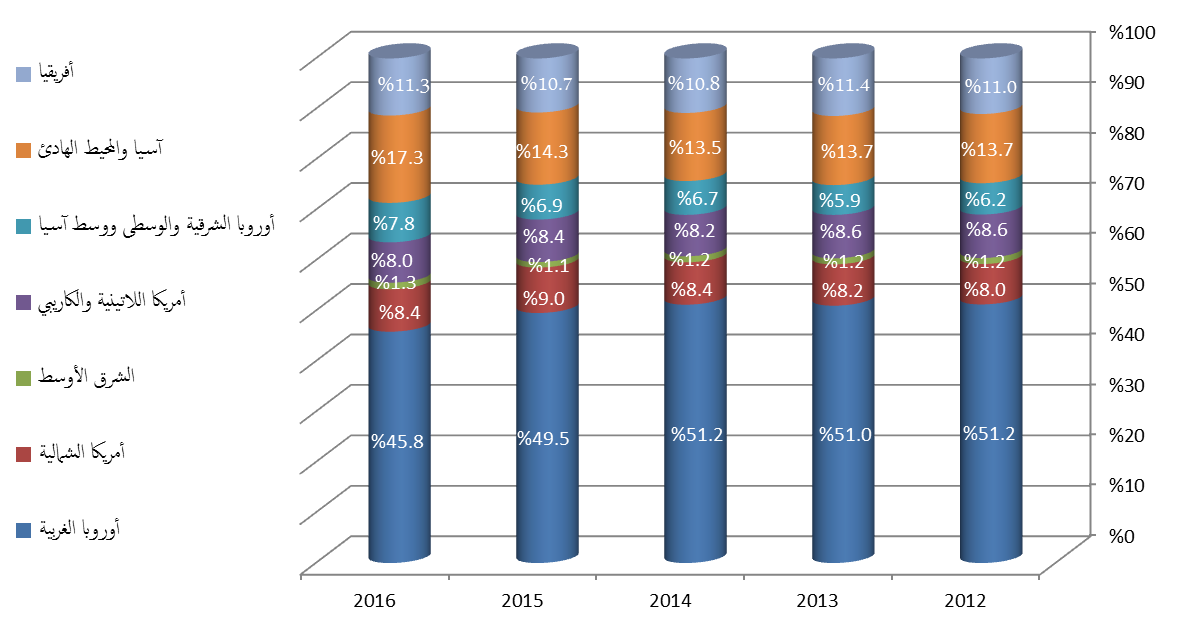 أفريقيا
آسيا والمحيط الهادئ
أوروبا الشرقية والوسطى ووسط آسيا
أمريكا اللاتينية والكاريبي
الشرق الأوسط
أمريكا الشمالية
أوروبا الغربية
%100
%90
%80
%70
%60
%50
%40
%30
%20
%10
%0
%11.3 %10.7 %10.8 %11.4 %11.0
%17.3 %14.3 %13.5 %13.7 %13.7
%7.8 %6.9 %6.7 %5.9 %6.2
%8.0 %8.4 %8.2 %8.6 %8.6
%1.3 %1.1 %1.2 %1.2 %1.2
%8.4 %9.0 %8.4 %8.2 %8.0
%45.8 %49.5 %51.2 %51.0 %51.2
2016 2015 2014 2013 2012